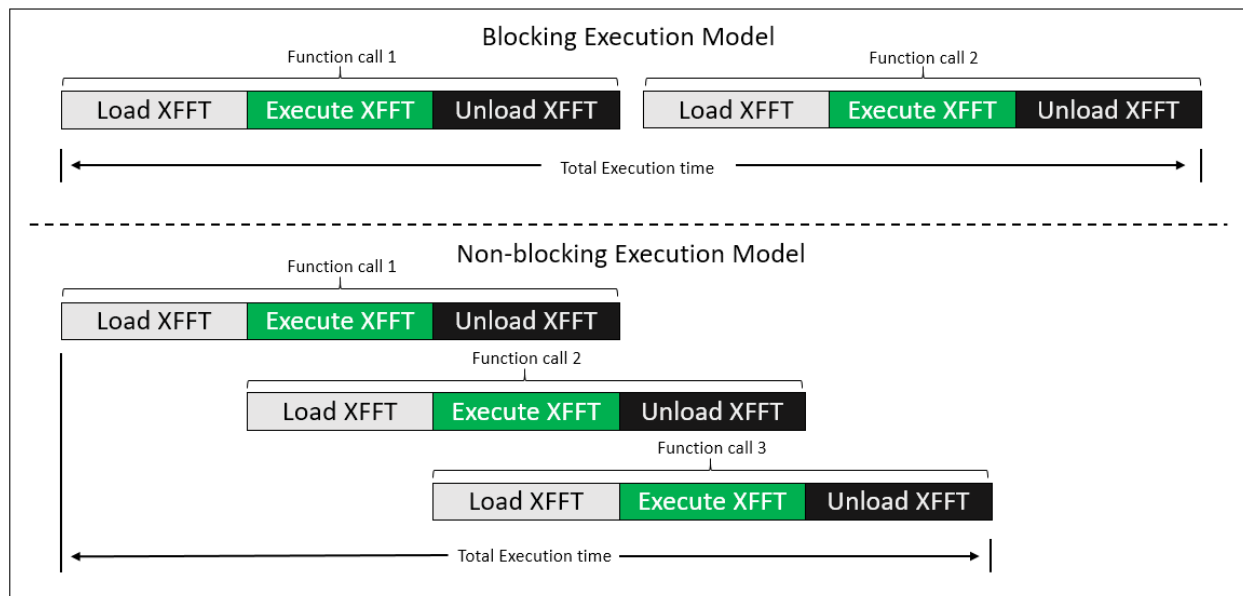 Blocking Execution Model
Function call 1
Function call 2
Load XFFT Execute XFFT Unload XFFT Load XFFT Execute XFFT Unload XFFT
Total Execution time
Non-blocking Execution Model
Function call 1
Load XFFT Execute XFFT Unload XFFT
Function call 2
Load XFFT Execute XFFT Unload XFFT
Function call 3
Load XFFT Execute XFFT Unload XFFT
Total Execution time